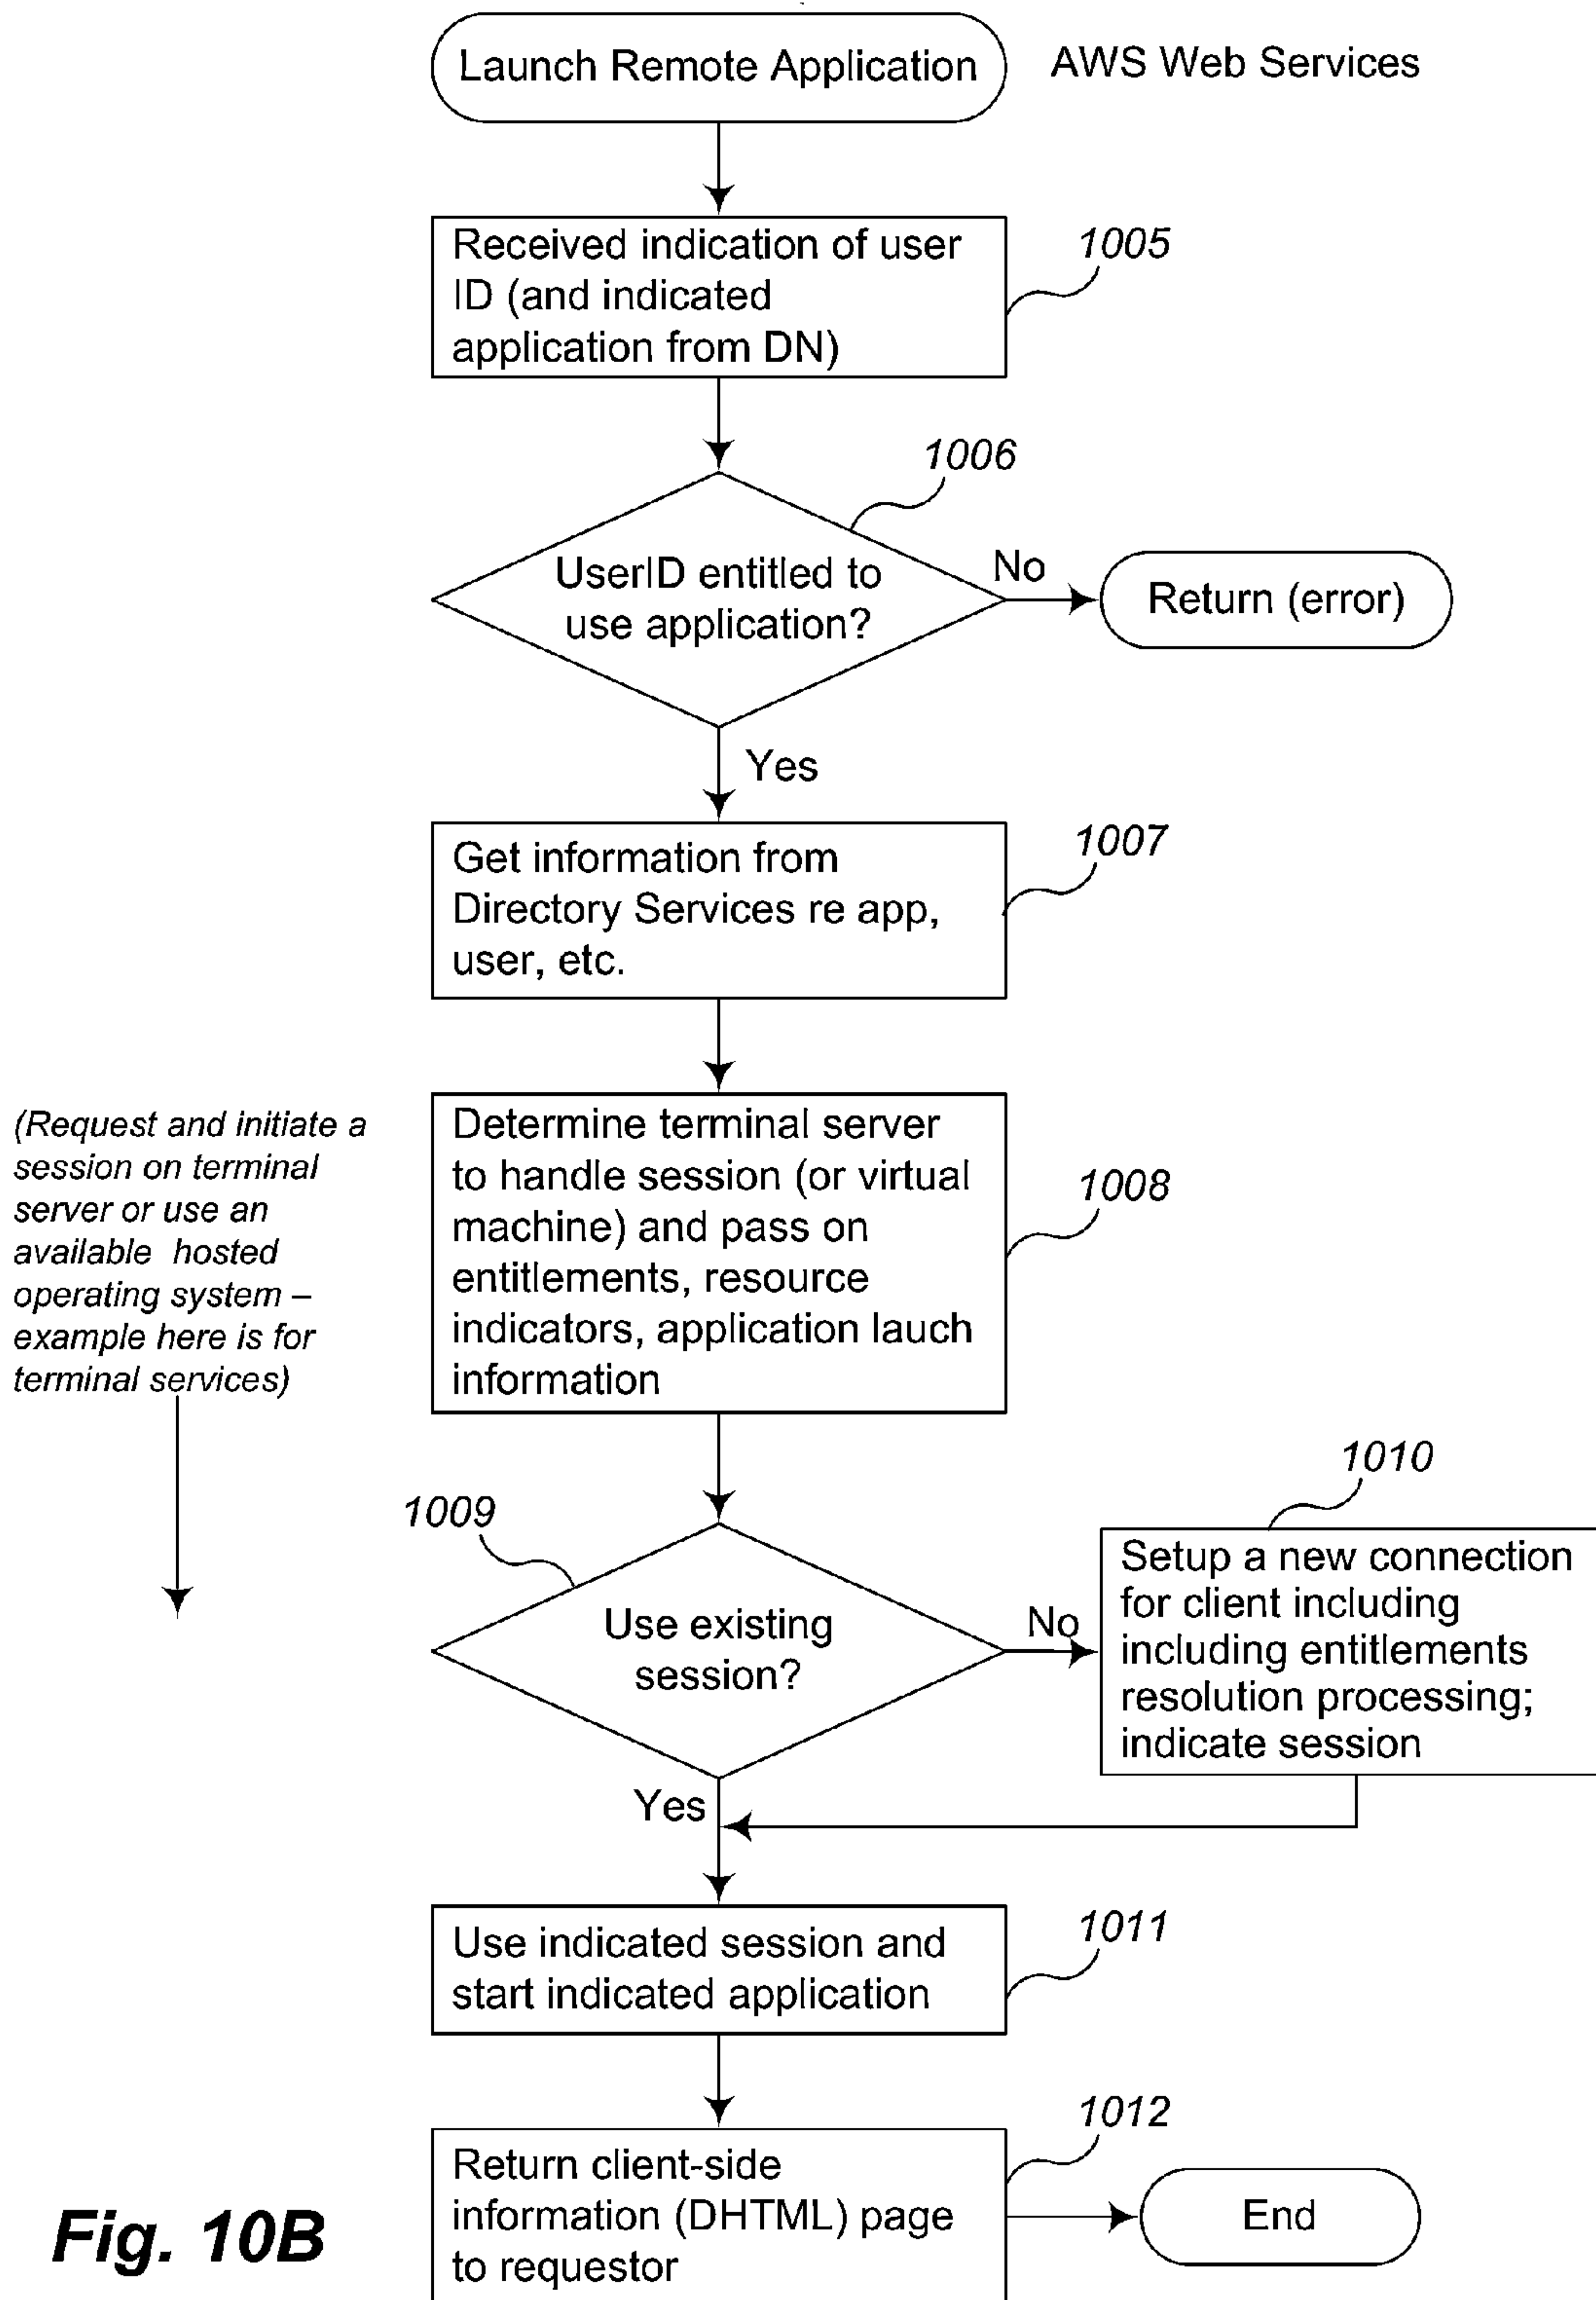 Launch Remote Application
AWS Web Services
Received indication of user
ID (and indicated
application from DN)
1005
1006
UserID entitled to
use application?
No
Return (error)
Yes
Get information from
Directory Services re app,
user, etc.
1007
(Request and initiate a
session on terminal
server or use an
available hosted
operating system –
example here is for
terminal services)
Determine terminal server
to handle session (or virtual
machine) and pass on
entitlements, resource
indicators, application lauch
information
1008
1009
Use existing
session?
No
1010
Setup a new connection
for client including
including entitlements
resolution processing;
indicate session
Yes
Use indicated session and
start indicated application
1011
Return client-side
information (DHTML) page
to requestor
1012
End
Fig. 10B